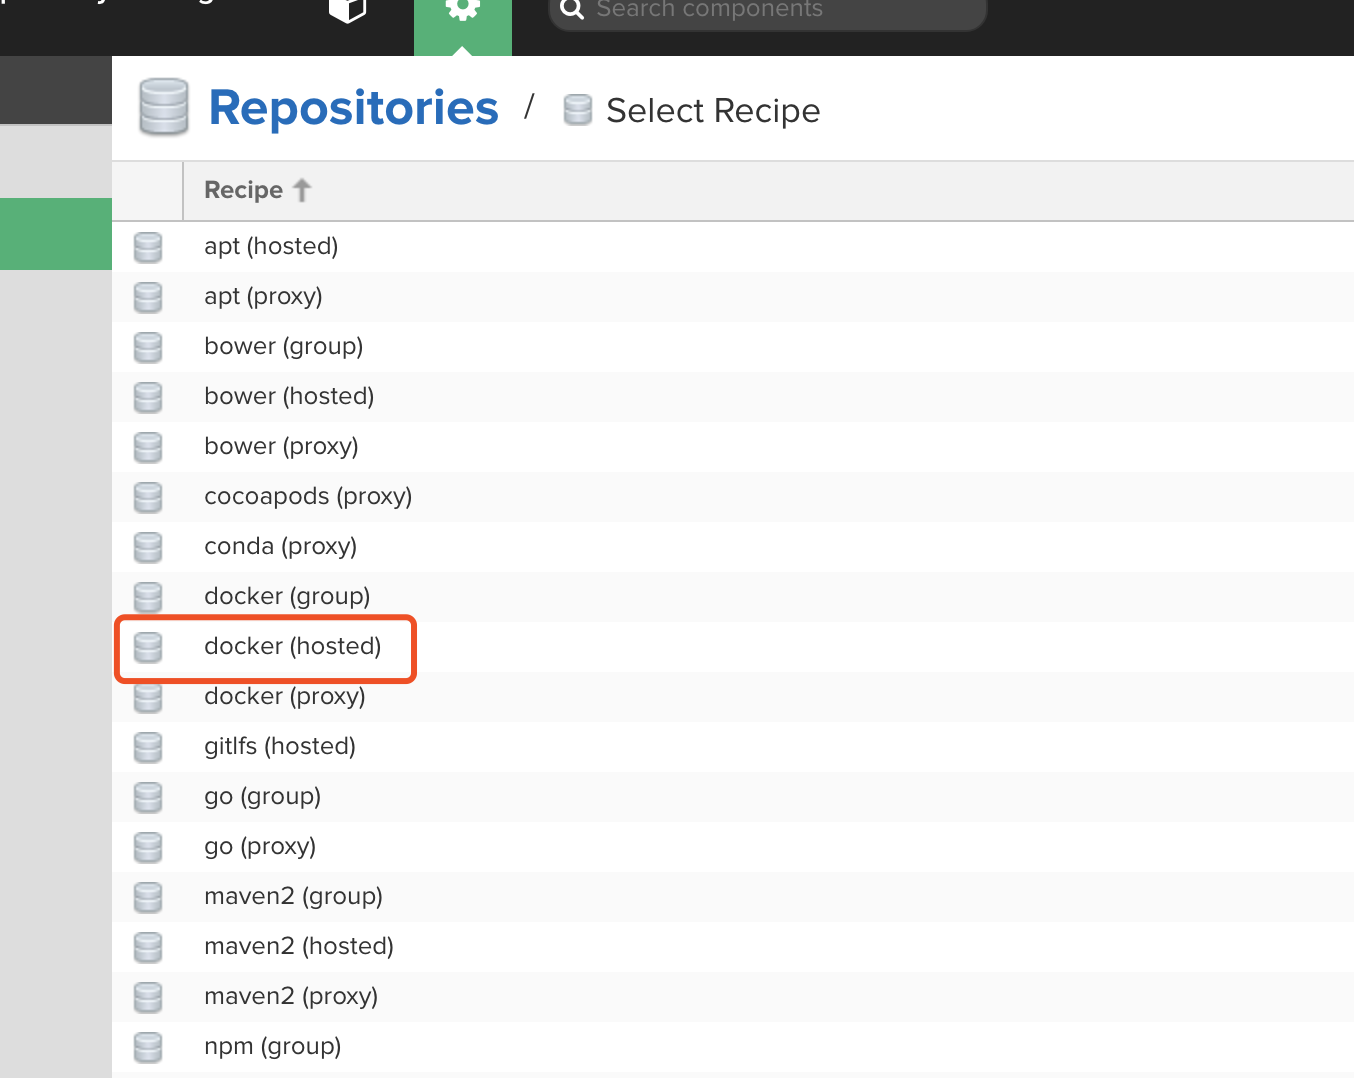 Search components
Repositories / Select Recipe
Recipe
apt (hosted)
apt (proxy)
bower (group)
bower (hosted)
bower (proxy)
cocoapods (proxy)
conda (proxy)
docker (group)
docker (hosted)
docker (proxy)
gitlfs (hosted)
go (group)
go (proxy)
maven2 (group)
maven2 (hosted)
maven2 (proxy)
npm (group)